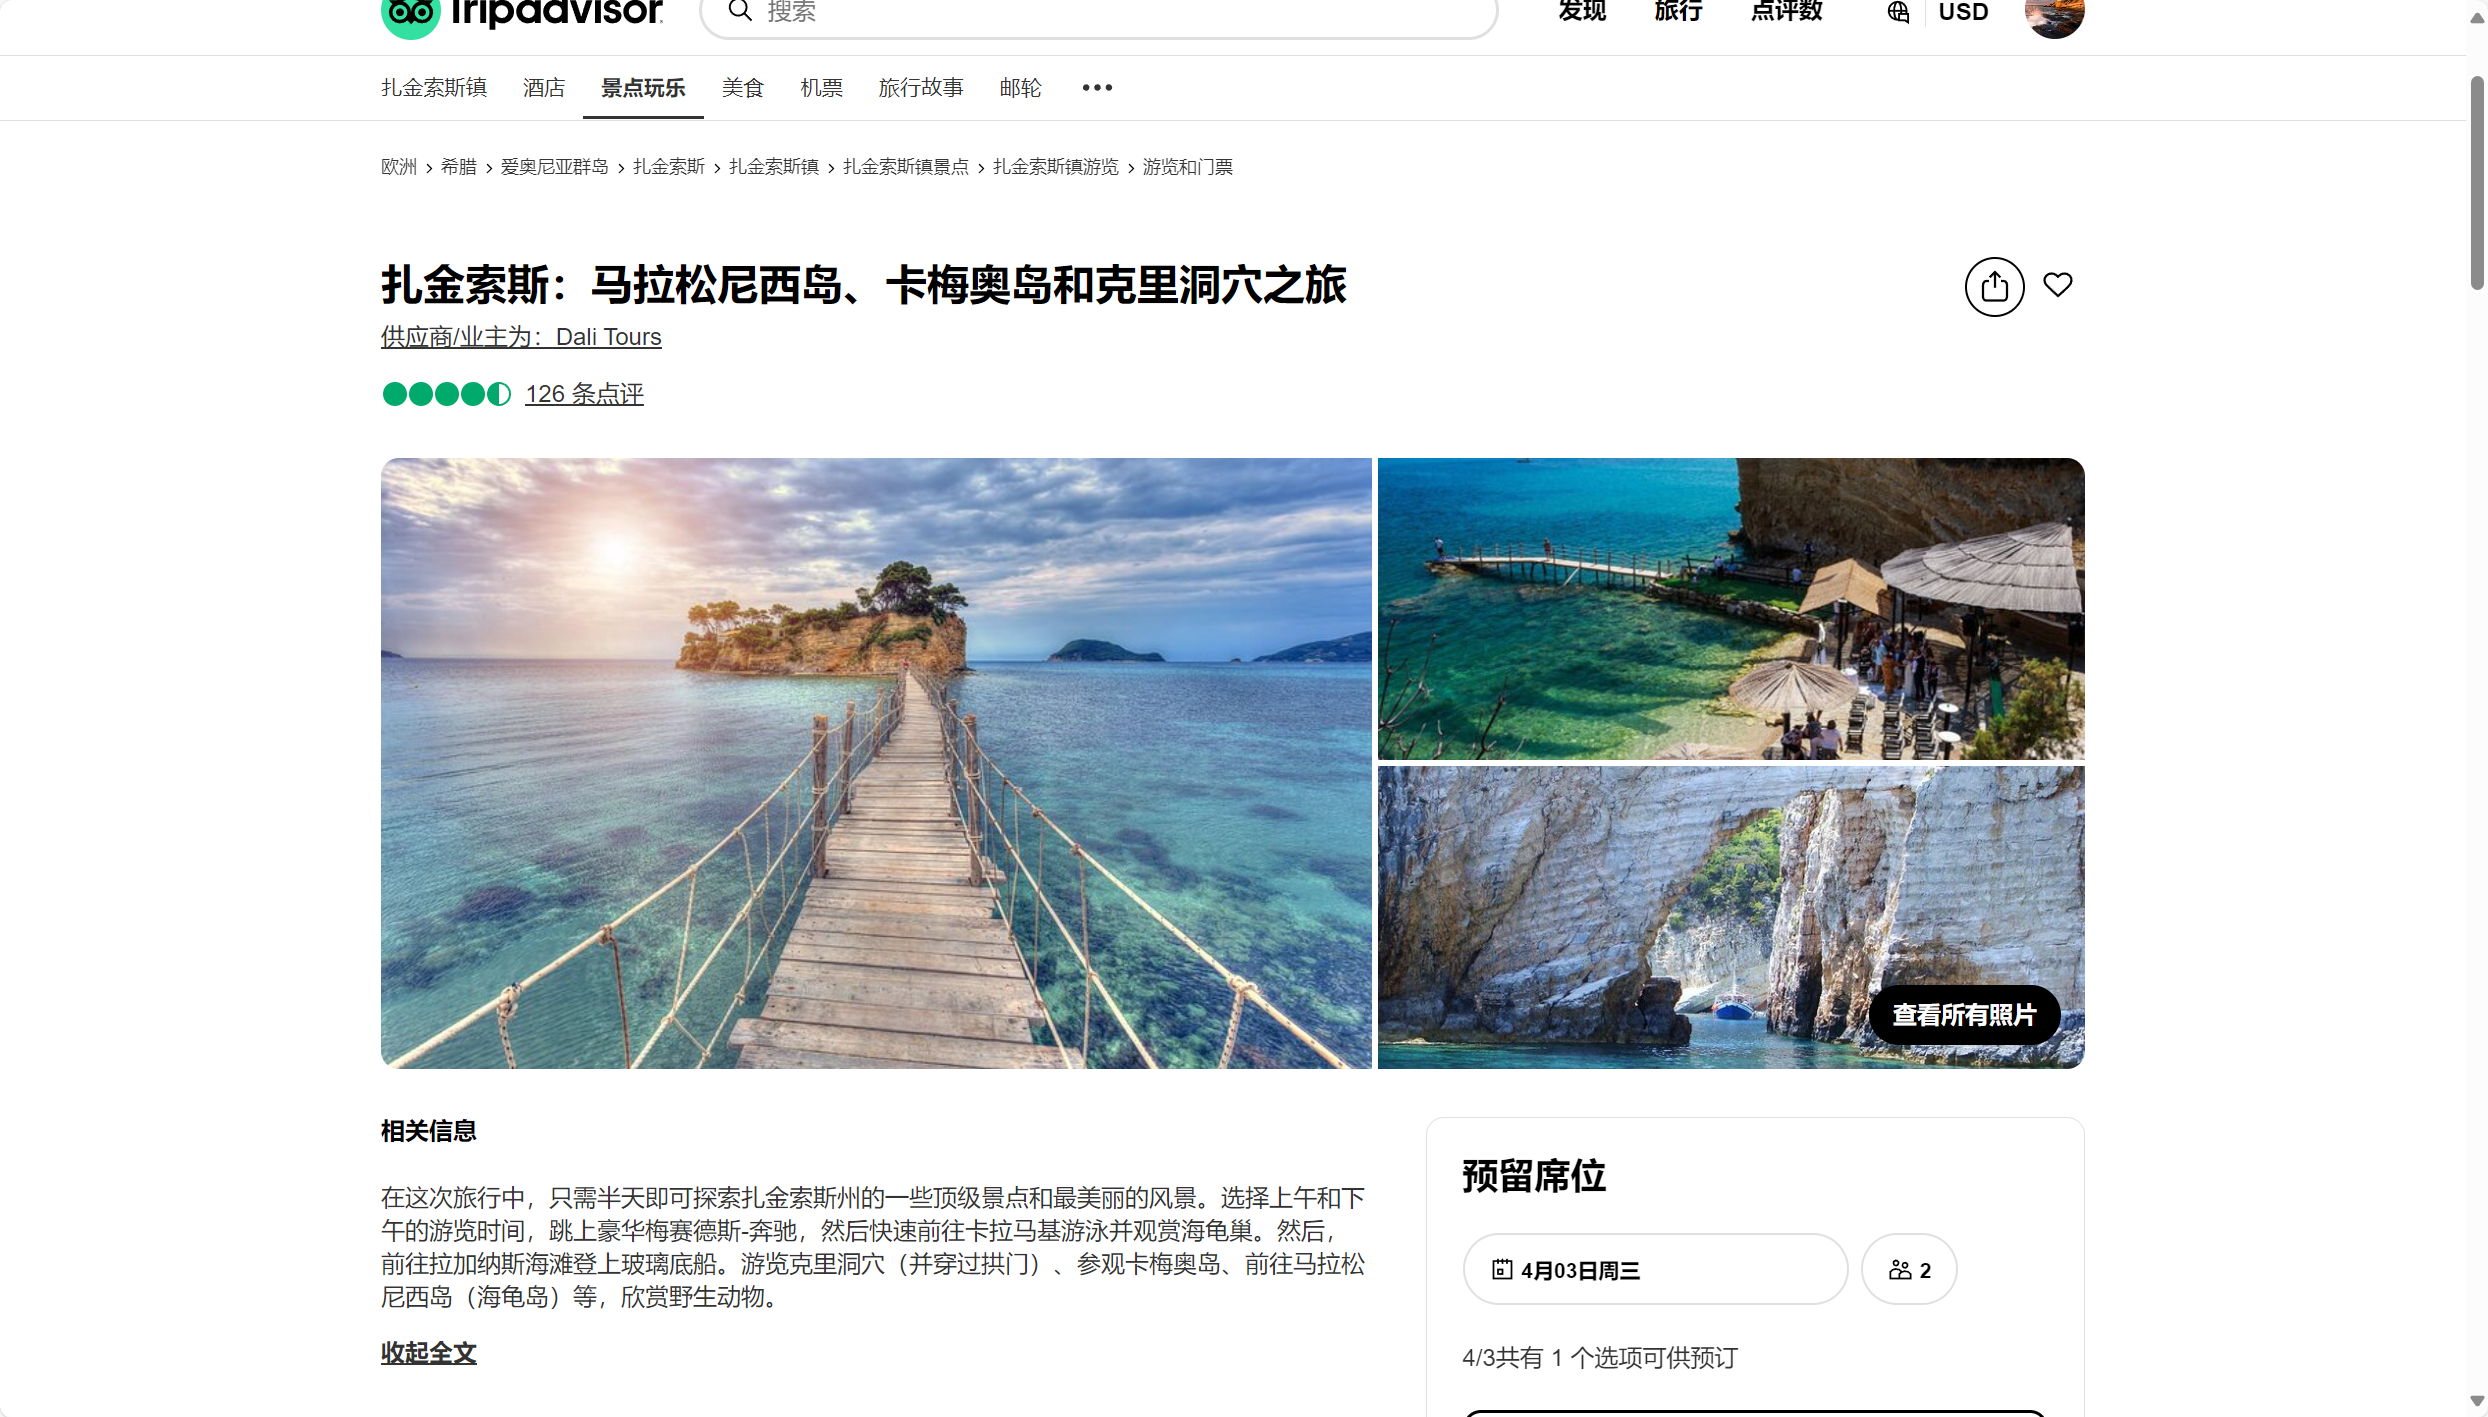 Tripadvisor
搜索
发现 旅行 点评数 USD
扎金索斯镇 酒店 景点玩乐 美食 机票 旅行故事 邮轮 •••
欧洲 › 希腊 › 爱奥尼亚群岛 › 扎金索斯 › 扎金索斯镇 › 扎金索斯镇景点 › 扎金索斯镇游览 › 游览和门票
扎金索斯：马拉松尼西岛、卡梅奥岛和克里洞穴之旅
供应商/业主为：Dali Tours
126 条点评
查看所有照片
相关信息
在这次旅行中，只需半天即可探索扎金索斯州的一些顶级景点和最美丽的风景。选择上午和下
午的游览时间，跳上豪华梅赛德斯-奔驰，然后快速前往卡拉马基游泳并观赏海龟巢。然后，
前往拉加纳斯海滩登上玻璃底船。游览克里洞穴（并穿过拱门）、参观卡梅奥岛、前往马拉松
尼西岛（海龟岛）等，欣赏野生动物。
收起全文
预留席位
4月03日周三
2
4/3共有 1 个选项可供预订